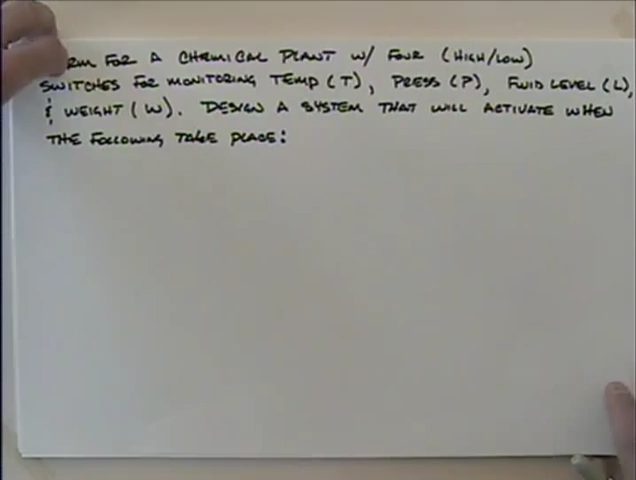 RM FOR A CHEMICAL PLANT W/ FOUR (HIGH/LOW)
SWITCHES FOR MONITORING TEMP (T), PRESS (P), FLUID LEVEL (L),
& WEIGHT (W). DESIGN A SYSTEM THAT WILL ACTIVATE WHEN
THE FOLLOWING TAKE PLACE: